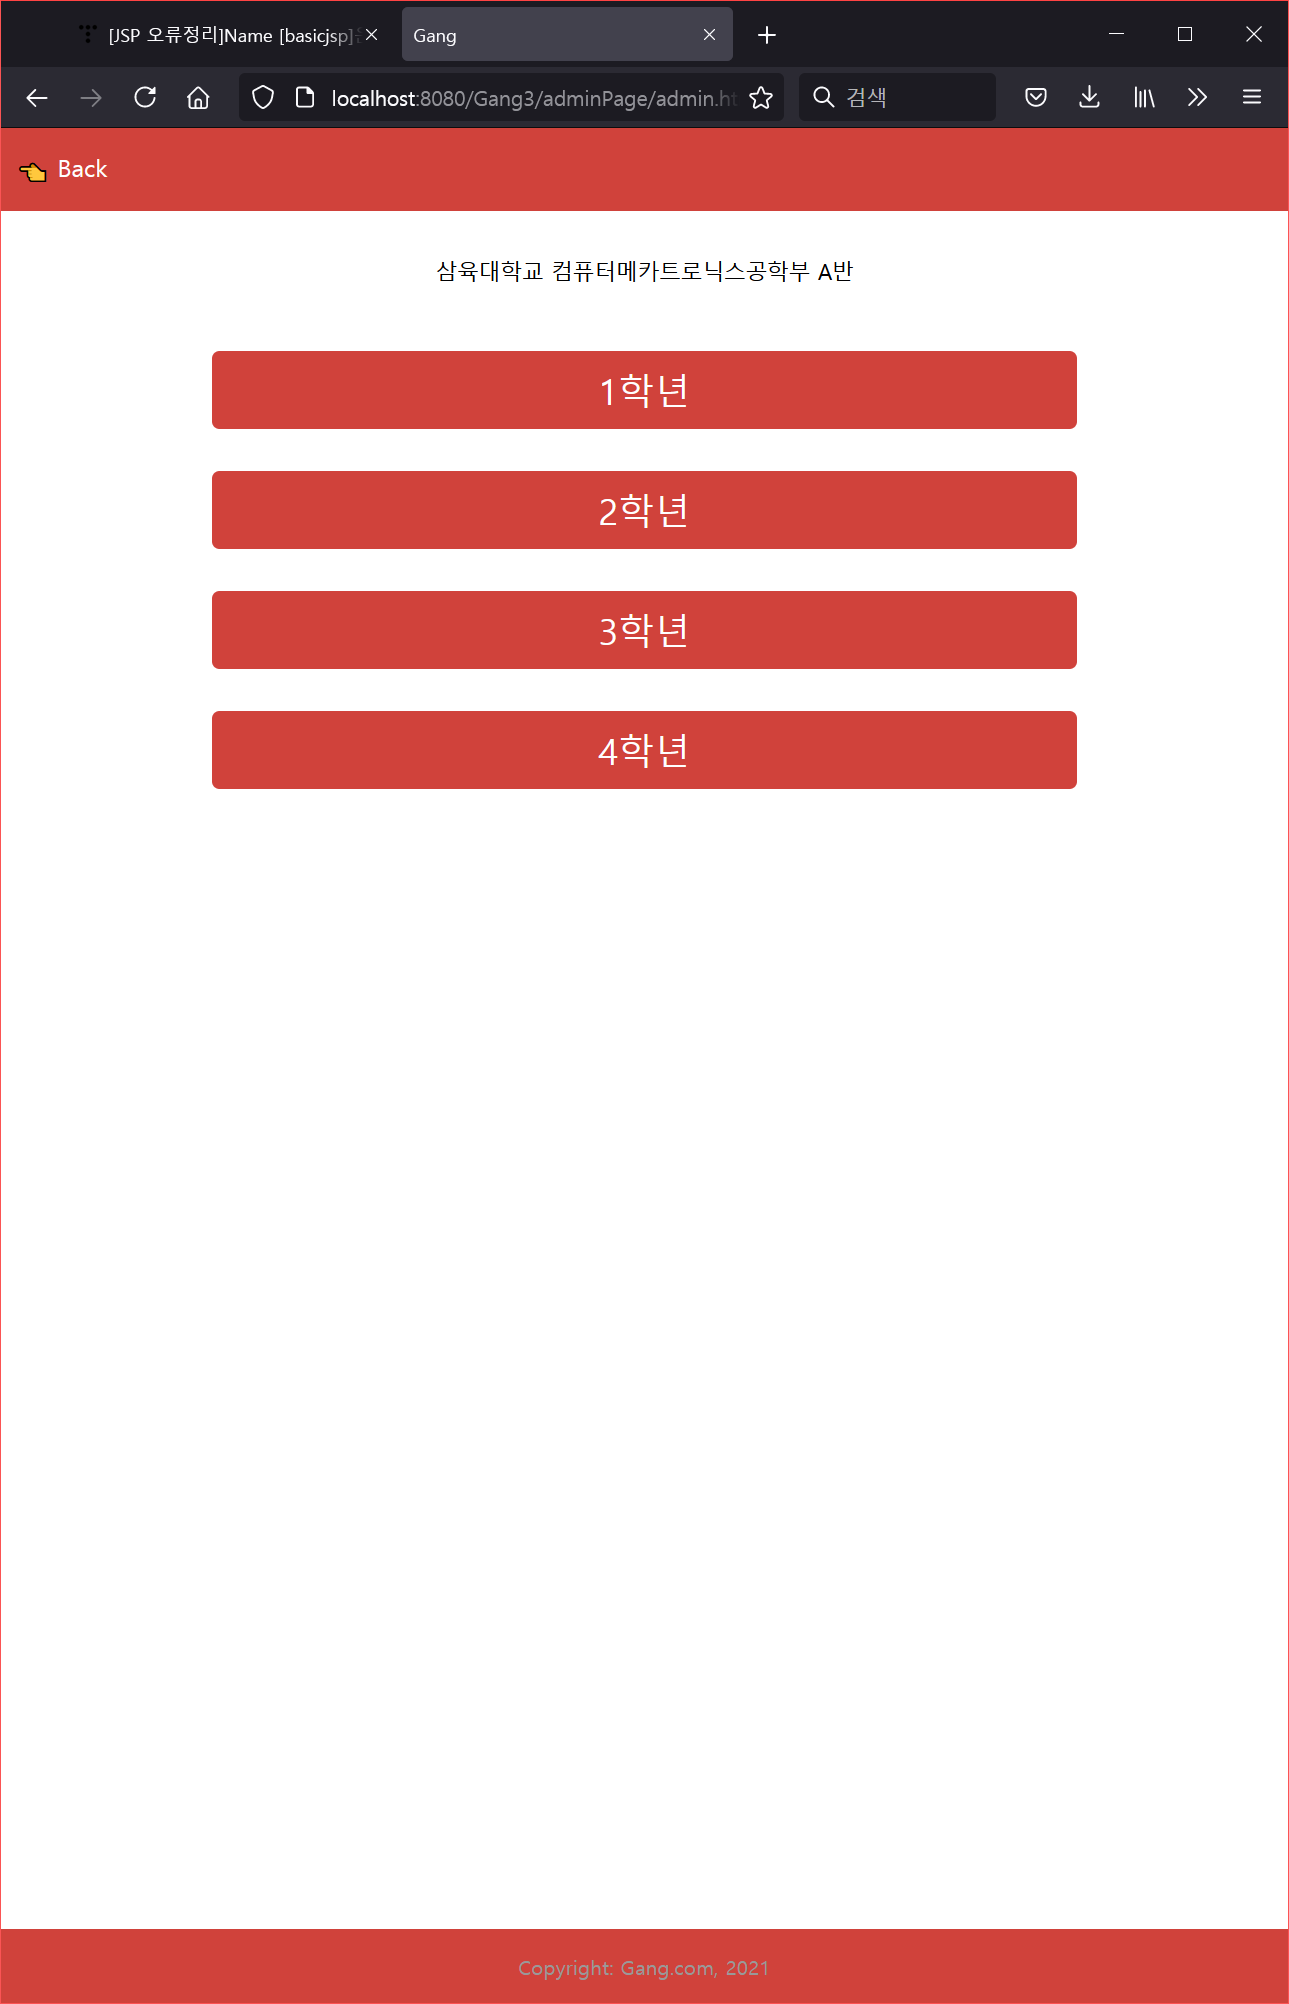 [JSP 오류정리]Name [basicjsp]
Gang
localhost:8080/Gang3/adminPage/admin.ht
검색
Back
삼육대학교 컴퓨터메카트로닉스공학부 A반
1학년
2학년
3학년
4학년
Copyright: Gang.com, 2021